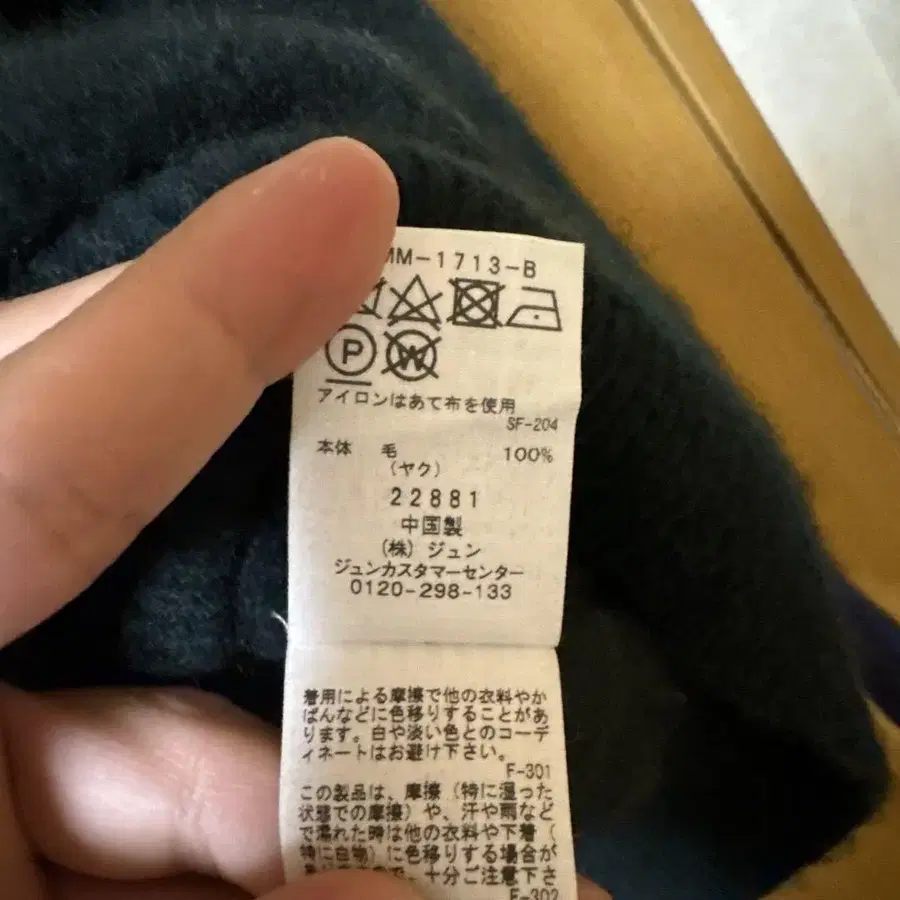 MM-1713-B
P
W
アイロンはあて布を使用
SF-204
本体 毛 100%
(ヤク)
22881
中国製
(株)ジュン
ジュンカスタマーセンター
0120-298-133
着用による摩擦で他の衣料やか
ばんなどに色移りすることがあ
ります。白や淡い色とのコーデ
ィネートはお避け下さい。
F-301
この製品は、摩擦(特に湿った
状態での摩擦)や、汗や雨など
で濡れた時は他の衣料や下着(
特に白物)に色移りする場合が
十分ご注意下さ
F-302